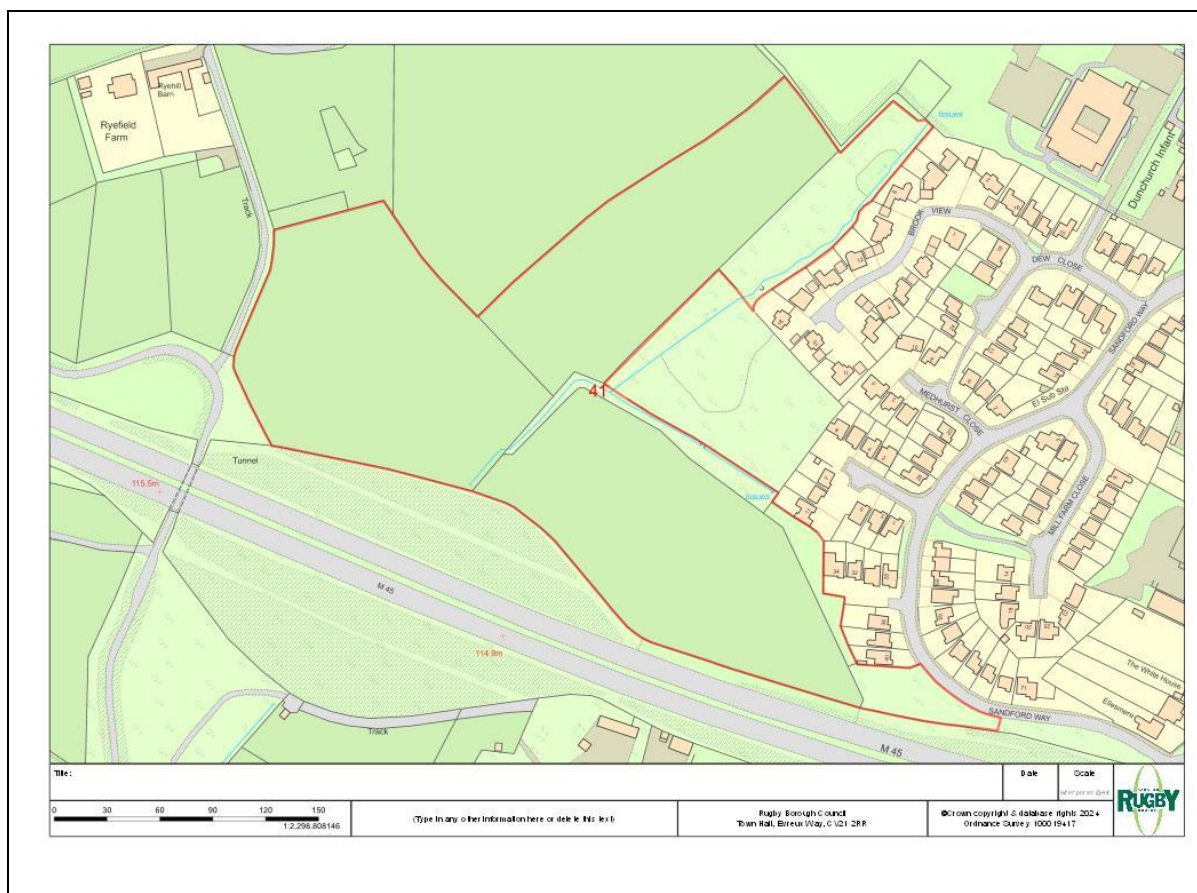 Ryehill
Barn
Ryefield
Farm
Track
Issues
Dunchurch Infant
BROOK VIEW
DEW CLOSE
SANDFORD WAY
El Sub Sta
MEDHURST CLOSE
MILL FARM CLOSE
41
Issues
Tunnel
115.5m
M 45
114.9m
Track
M 45
SANDFORD WAY
The White House
Ellesmere
Title:
Date
Scale
0 30 60 90 120 150
1:2,298.808146
(Type in any other information here or delete this text)
Rugby Borough Council
Town Hall, Evreux Way, CV21 2RR
©Crown copyright & database rights 2024
Ordnance Survey 100019417
RUGBY